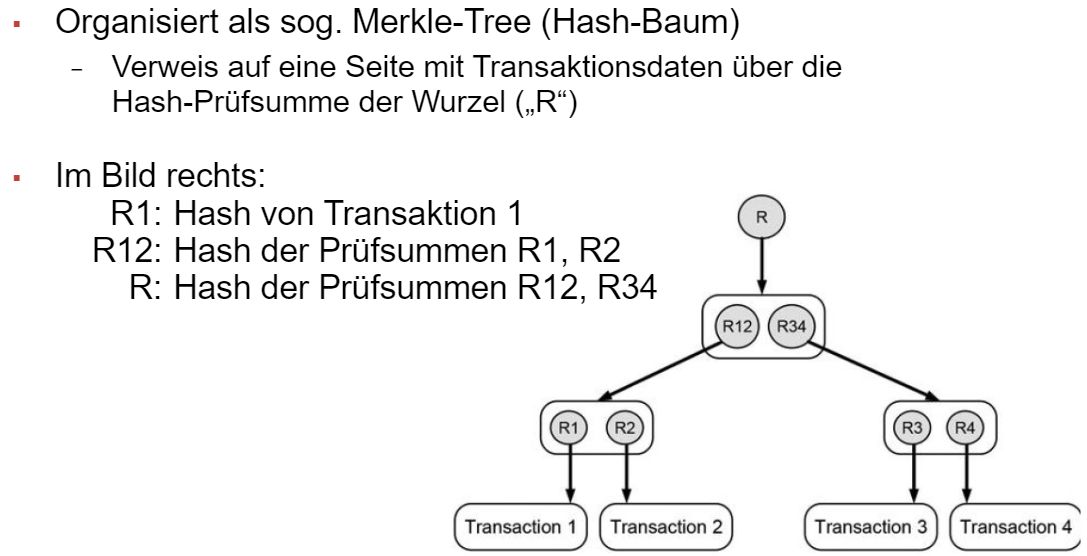 ▪ Organisiert als sog. Merkle-Tree (Hash-Baum)
– Verweis auf eine Seite mit Transaktionsdaten über die
Hash-Prüfsumme der Wurzel („R“)
▪ Im Bild rechts:
R1: Hash von Transaktion 1
R12: Hash der Prüfsummen R1, R2
R: Hash der Prüfsummen R12, R34
R
R12 R34
R1 R2 R3 R4
Transaction 1 Transaction 2 Transaction 3 Transaction 4